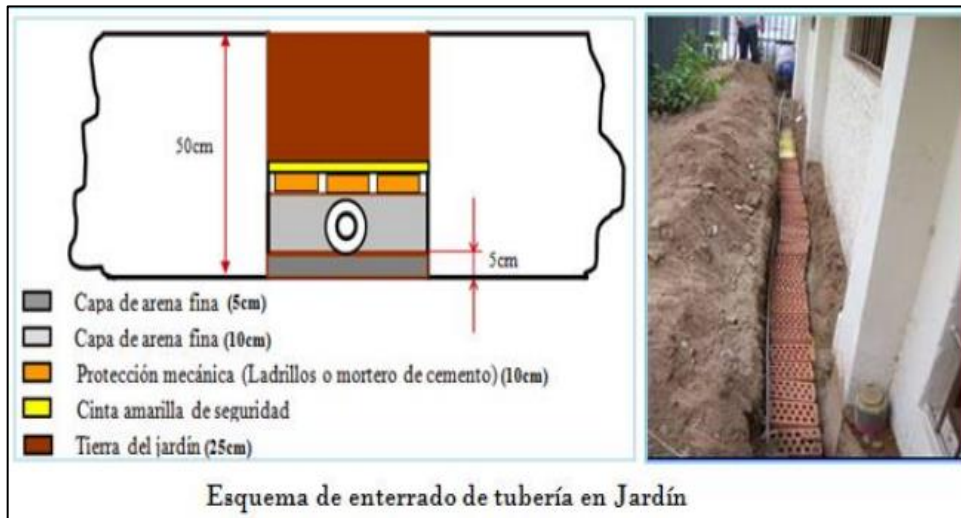 50cm
5cm
Capa de arena fina (5cm)
Capa de arena fina (10cm)
Protección mecánica (Ladrillos o mortero de cemento) (10cm)
Cinta amarilla de seguridad
Tierra del jardín (25cm)
Esquema de enterrado de tubería en Jardín